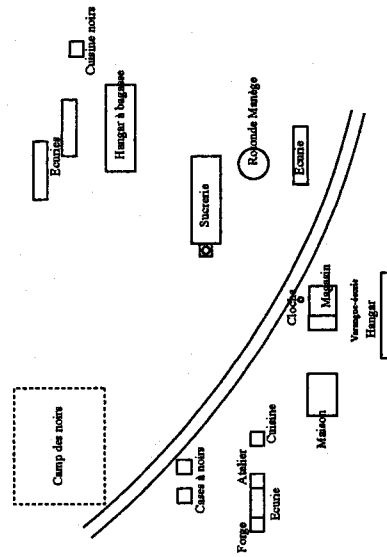 Camp des noirs
Ecuries
Cuisine noirs
Hangar à bagasse
Cases à noirs
Sucrerie
Forge
Atelier
Rotonde Manège
Ecurie
Cuisine
Cloche
Ecurie
Maison
Magasin
Varangue-écurie
Hangar